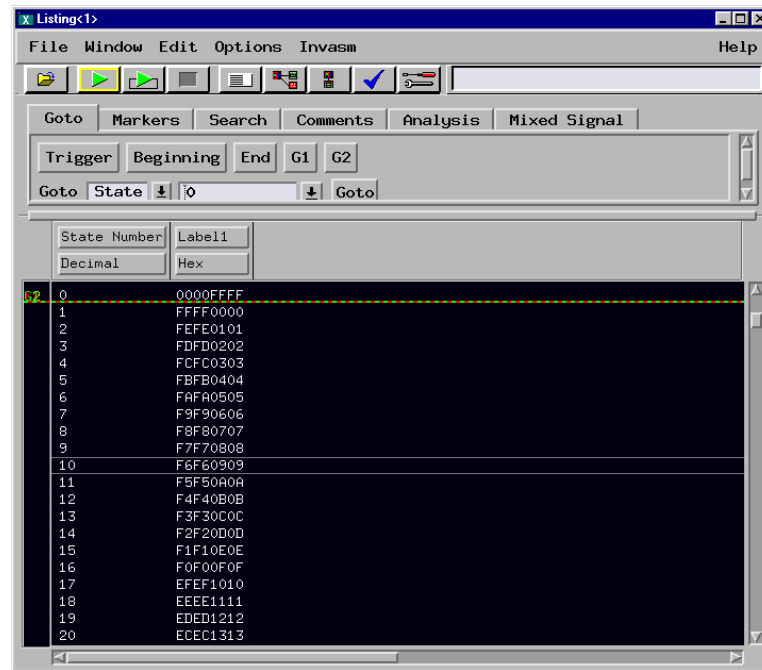 Listing<1>
File Window Edit Options Invasm Help
Goto Markers Search Comments Analysis Mixed Signal
Trigger Beginning End G1 G2
Goto State 0 Goto
State Number Label1
Decimal Hex
G2 0 0000FFFF
1 FFFF0000
2 FEFE0101
3 FDFD0202
4 FCFC0303
5 FBFB0404
6 FAFA0505
7 F9F90606
8 F8F80707
9 F7F70808
10 F6F60909
11 F5F50A0A
12 F4F40B0B
13 F3F30C0C
14 F2F20D0D
15 F1F10E0E
16 F0F00F0F
17 EFEF1010
18 EEEE1111
19 EDED1212
20 ECEC1313